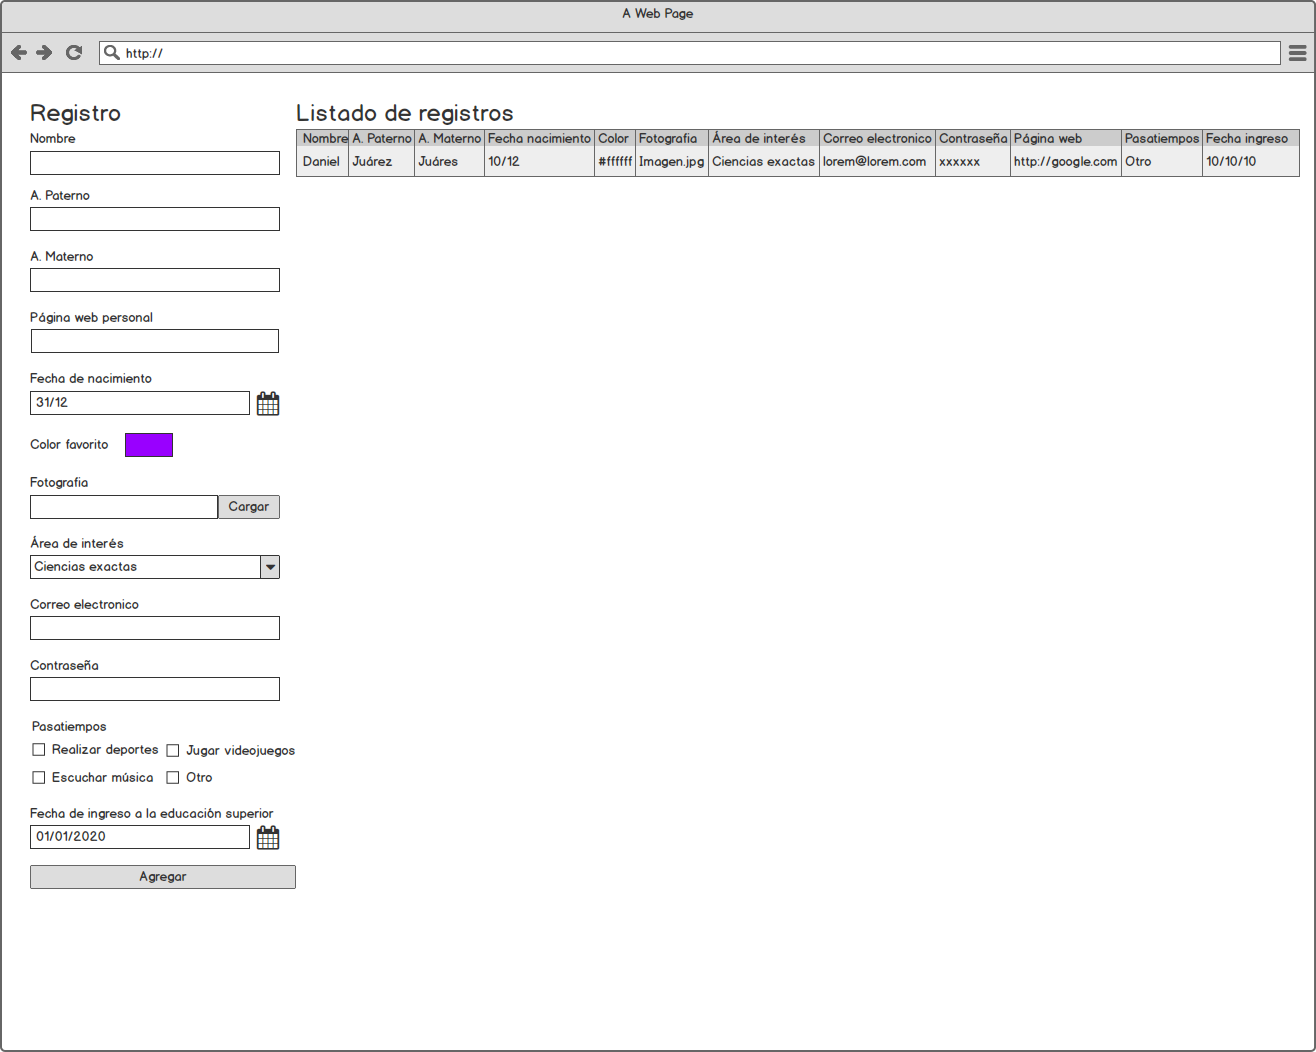 A Web Page
http://
Registro
Nombre
A. Paterno
A. Materno
Página web personal
Fecha de nacimiento
31/12
Color favorito
Fotografia
Cargar
Área de interés
Ciencias exactas
Correo electronico
Contraseña
Pasatiempos
Realizar deportes Jugar videojuegos
Escuchar música Otro
Fecha de ingreso a la educación superior
01/01/2020
Agregar
Listado de registros
Nombre A. Paterno A. Materno Fecha nacimiento Color Fotografia Área de interés Correo electronico Contraseña Página web Pasatiempos Fecha ingreso
Daniel Juárez Juáres 10/12 #ffffff Imagen.jpg Ciencias exactas lorem@lorem.com xxxxxx http://google.com Otro 10/10/10